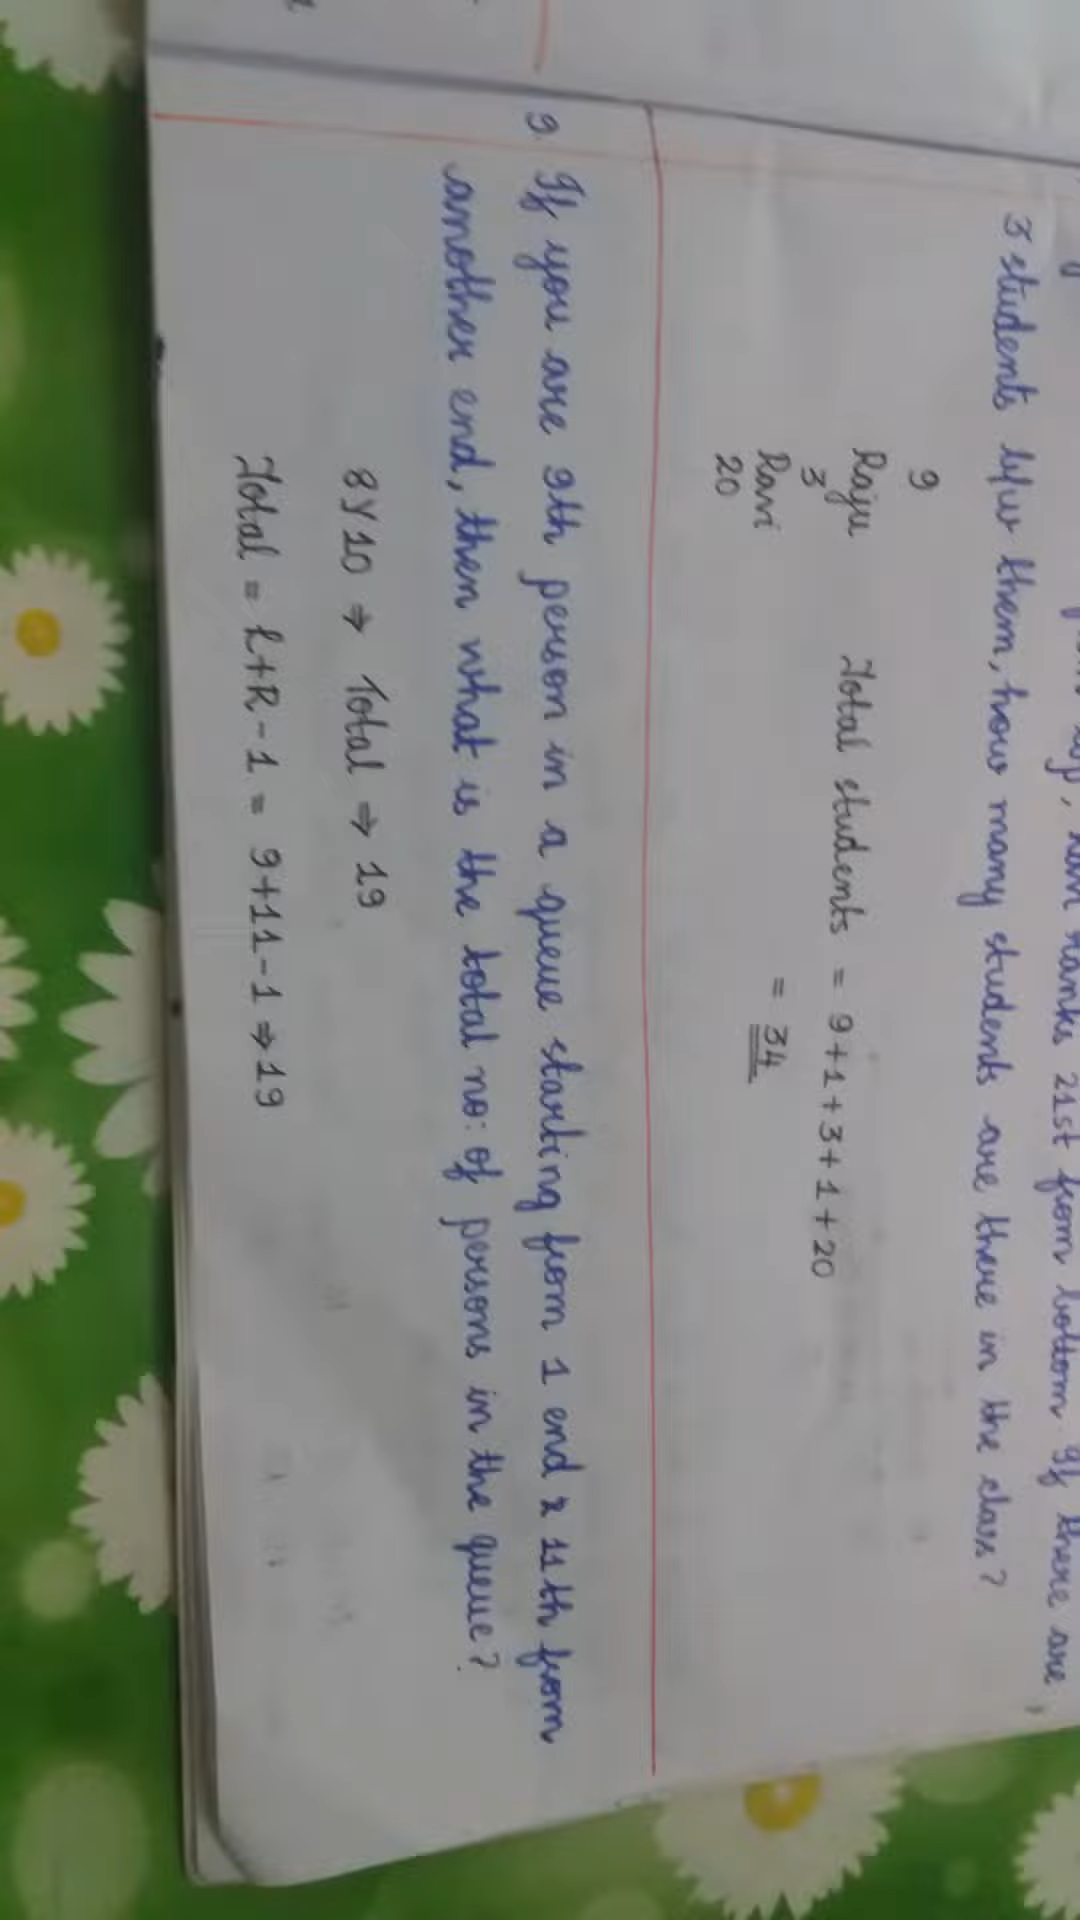 ranks 21st from bottom. If there are
3 students b/w them, how many students are there in the class?
9
Raju
3
Ravi
20
Total students = 9+1+3+1+20
= 34
9. If you are 9th person in a queue starting from 1 end & 11th from
another end, then what is the total no: of persons in the queue?
8 Y 10 ⇒ Total ⇒ 19
Total = L+R-1 = 9+11-1 ⇒ 19